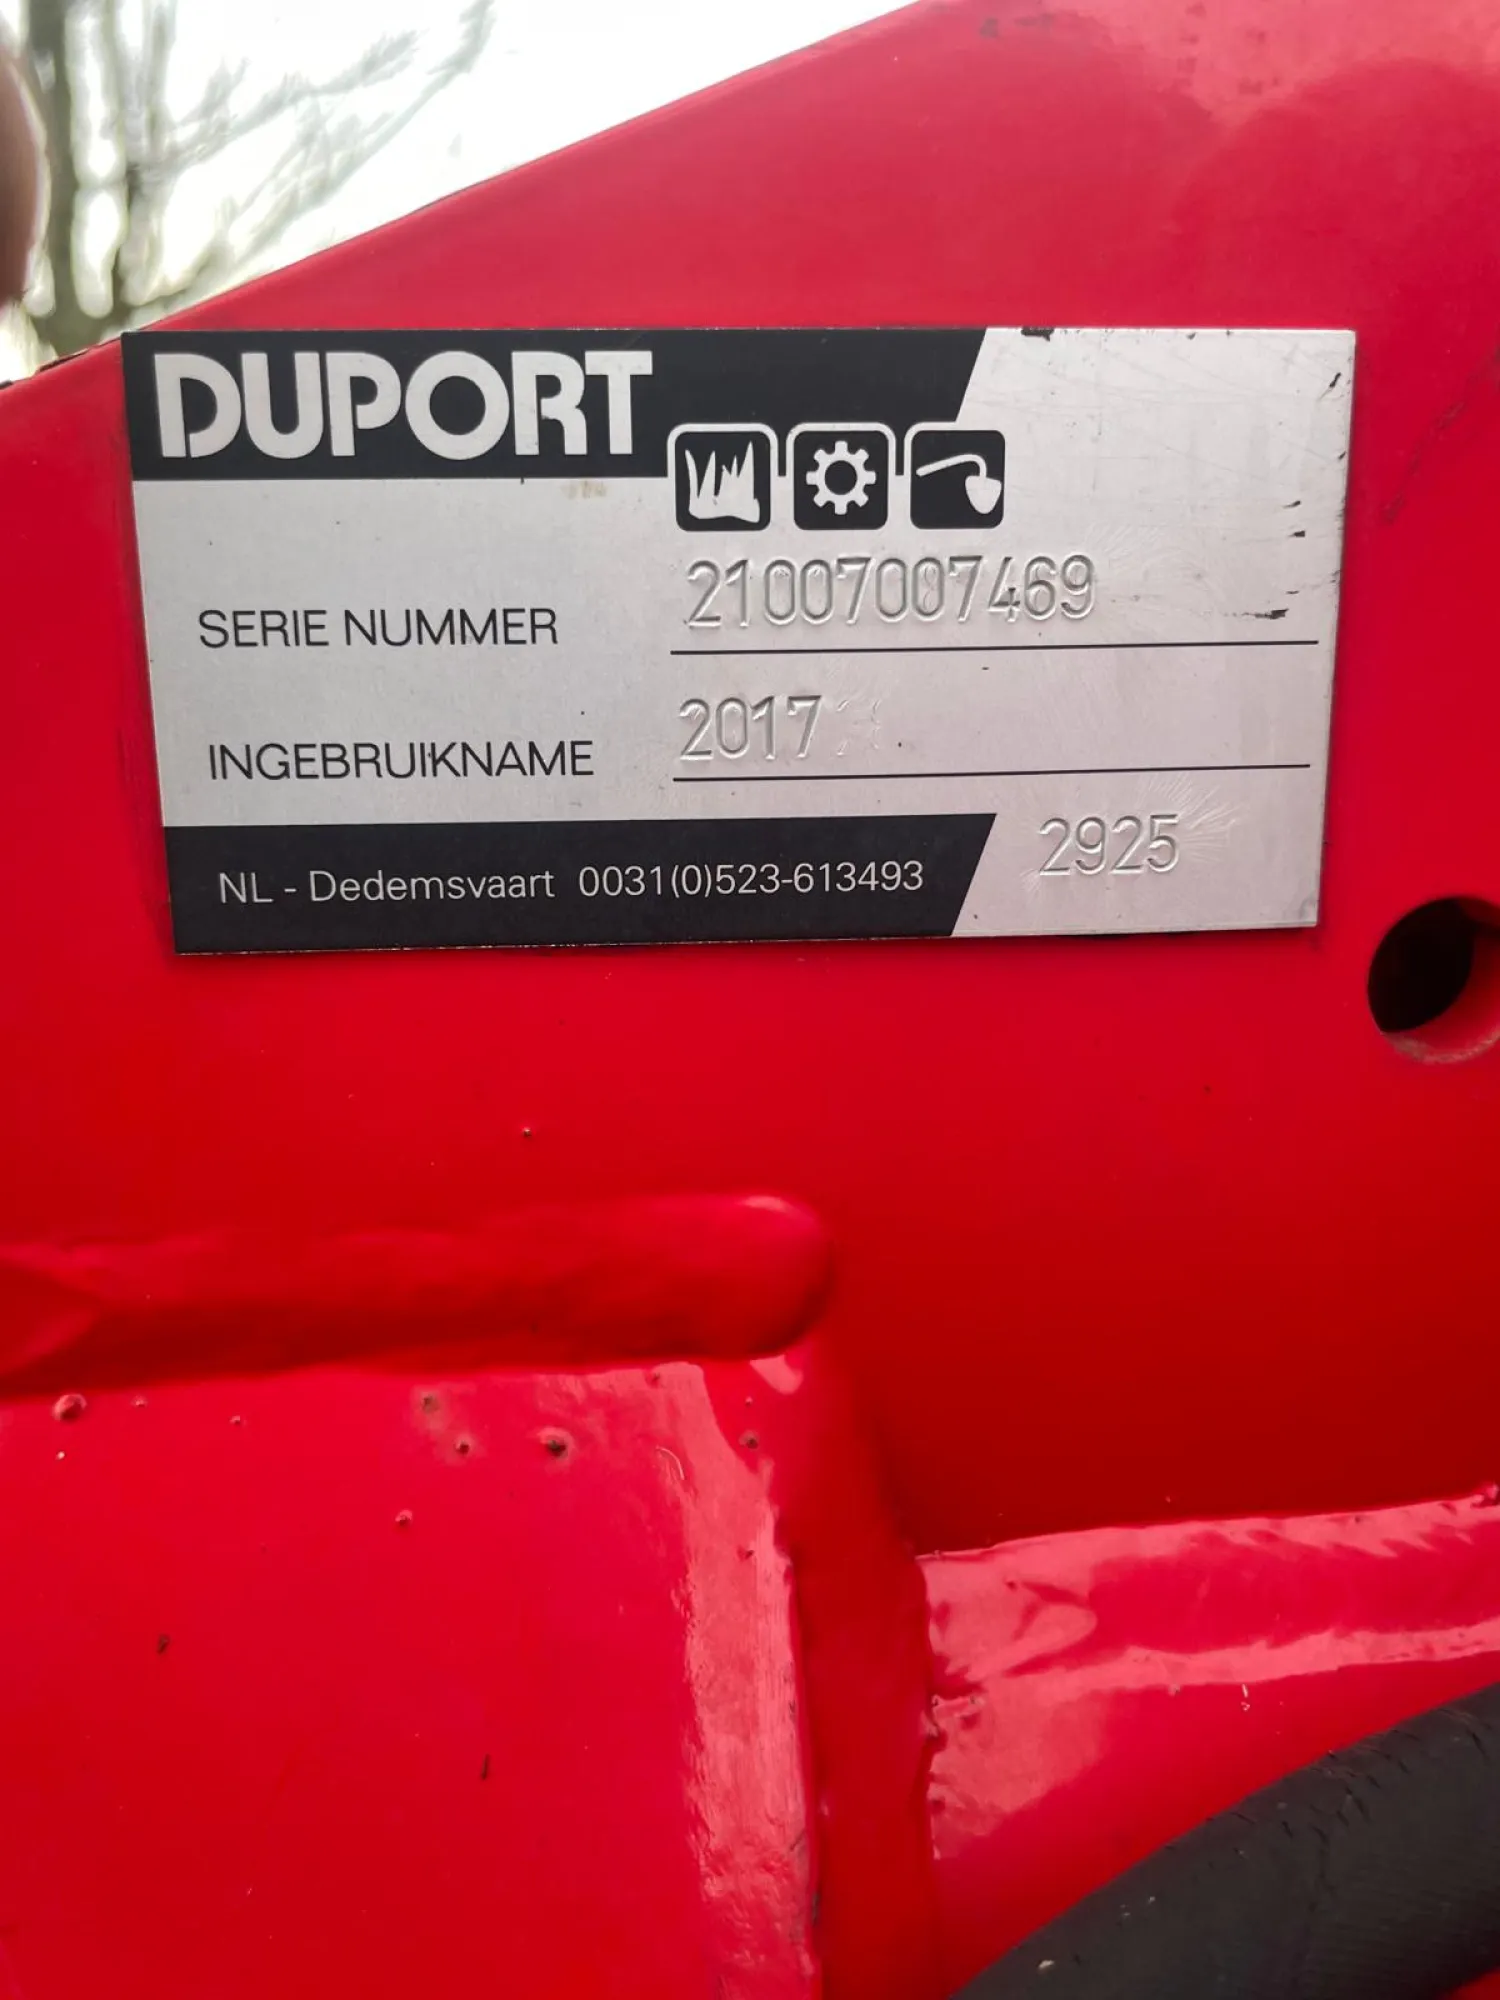 DUPORT
SERIE NUMMER 21007007469
INGEBRUIKNAME 2017
NL - Dedemsvaart 0031(0)523-613493 2925